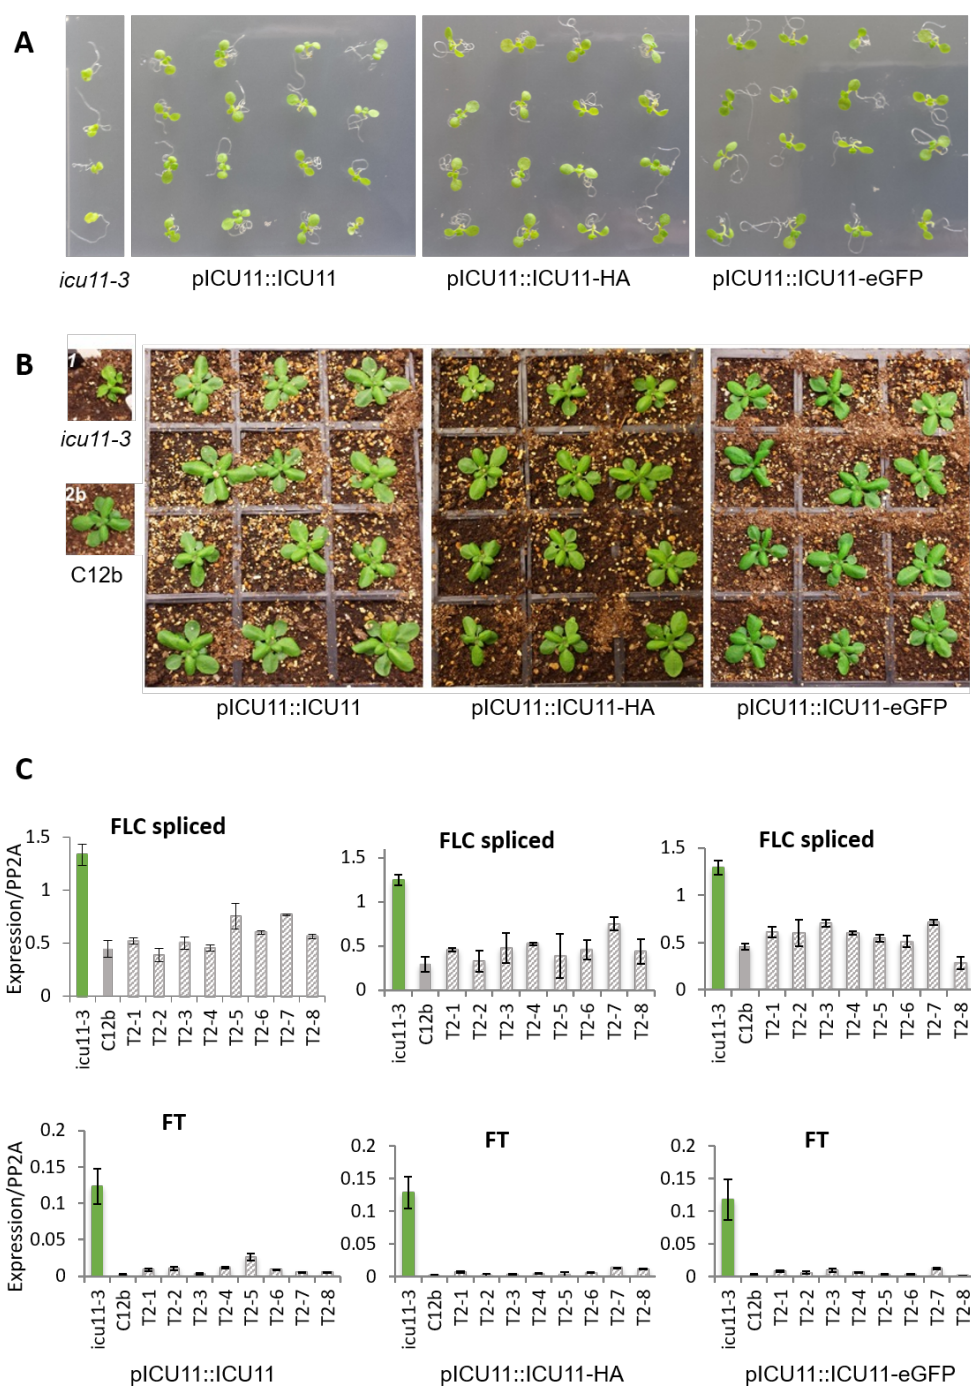 A
icu11-3
pICU11::ICU11
pICU11::ICU11-HA
pICU11::ICU11-eGFP
B
1
icu11-3
2b
C12b
pICU11::ICU11
pICU11::ICU11-HA
pICU11::ICU11-eGFP
C
FLC spliced
Expression/PP2A
1.5
1
0.5
0
icu11-3
C12b
T2-1
T2-2
T2-3
T2-4
T2-5
T2-6
T2-7
T2-8
FLC spliced
1.5
1
0.5
0
icu11-3
C12b
T2-1
T2-2
T2-3
T2-4
T2-5
T2-6
T2-7
T2-8
FLC spliced
1.5
1
0.5
0
icu11-3
C12b
T2-1
T2-2
T2-3
T2-4
T2-5
T2-6
T2-7
T2-8
FT
Expression/PP2A
0.2
0.15
0.1
0.05
0
icu11-3
C12b
T2-1
T2-2
T2-3
T2-4
T2-5
T2-6
T2-7
T2-8
pICU11::ICU11
FT
0.2
0.15
0.1
0.05
0
icu11-3
C12b
T2-1
T2-2
T2-3
T2-4
T2-5
T2-6
T2-7
T2-8
pICU11::ICU11-HA
FT
0.2
0.15
0.1
0.05
0
icu11-3
C12b
T2-1
T2-2
T2-3
T2-4
T2-5
T2-6
T2-7
T2-8
pICU11::ICU11-eGFP